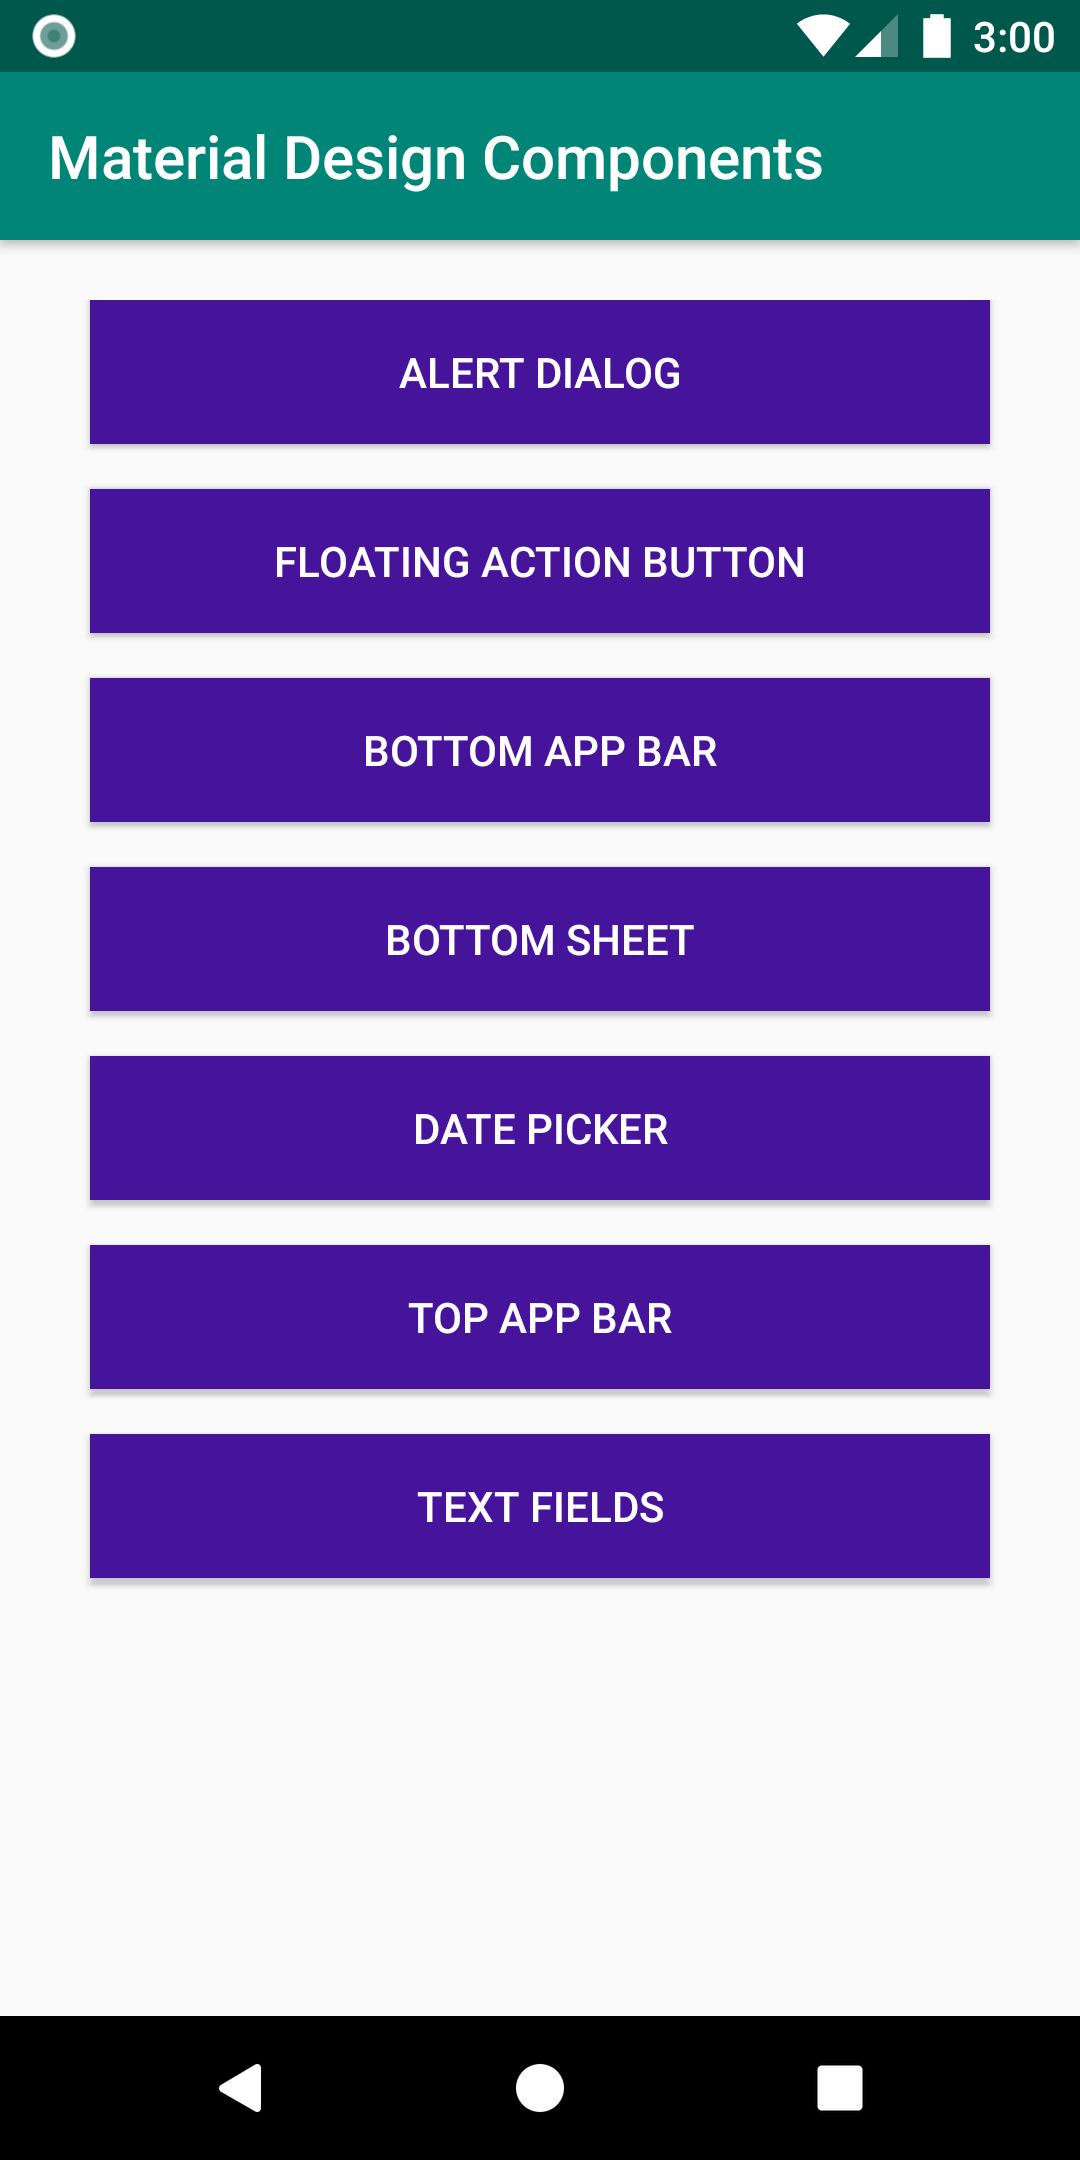 3:00
Material Design Components
ALERT DIALOG
FLOATING ACTION BUTTON
BOTTOM APP BAR
BOTTOM SHEET
DATE PICKER
TOP APP BAR
TEXT FIELDS